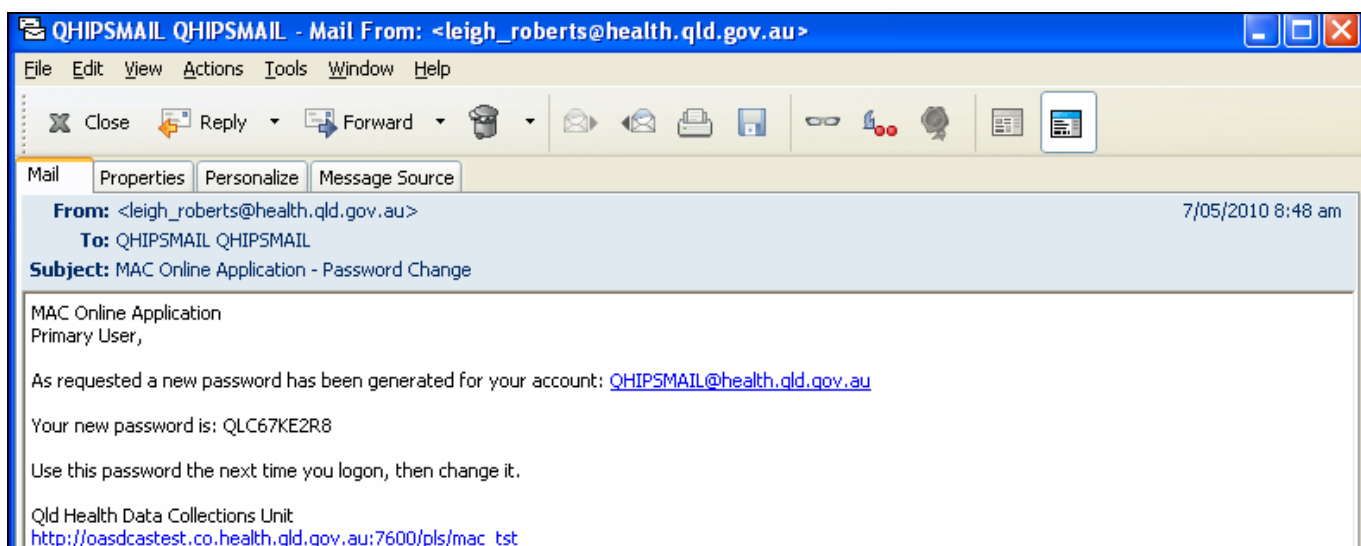 QHIPSMAIL QHIPSMAIL - Mail From: <leigh_roberts@health.qld.gov.au>
File Edit View Actions Tools Window Help
Close Reply Forward
Mail Properties Personalize Message Source
From: <leigh_roberts@health.qld.gov.au> 7/05/2010 8:48 am
To: QHIPSMAIL QHIPSMAIL
Subject: MAC Online Application - Password Change
MAC Online Application
Primary User,
As requested a new password has been generated for your account: QHIPSMAIL@health.qld.gov.au
Your new password is: QLC67KE2R8
Use this password the next time you logon, then change it.
Qld Health Data Collections Unit
http://oasdcastest.co.health.qld.gov.au:7600/pls/mac_tst